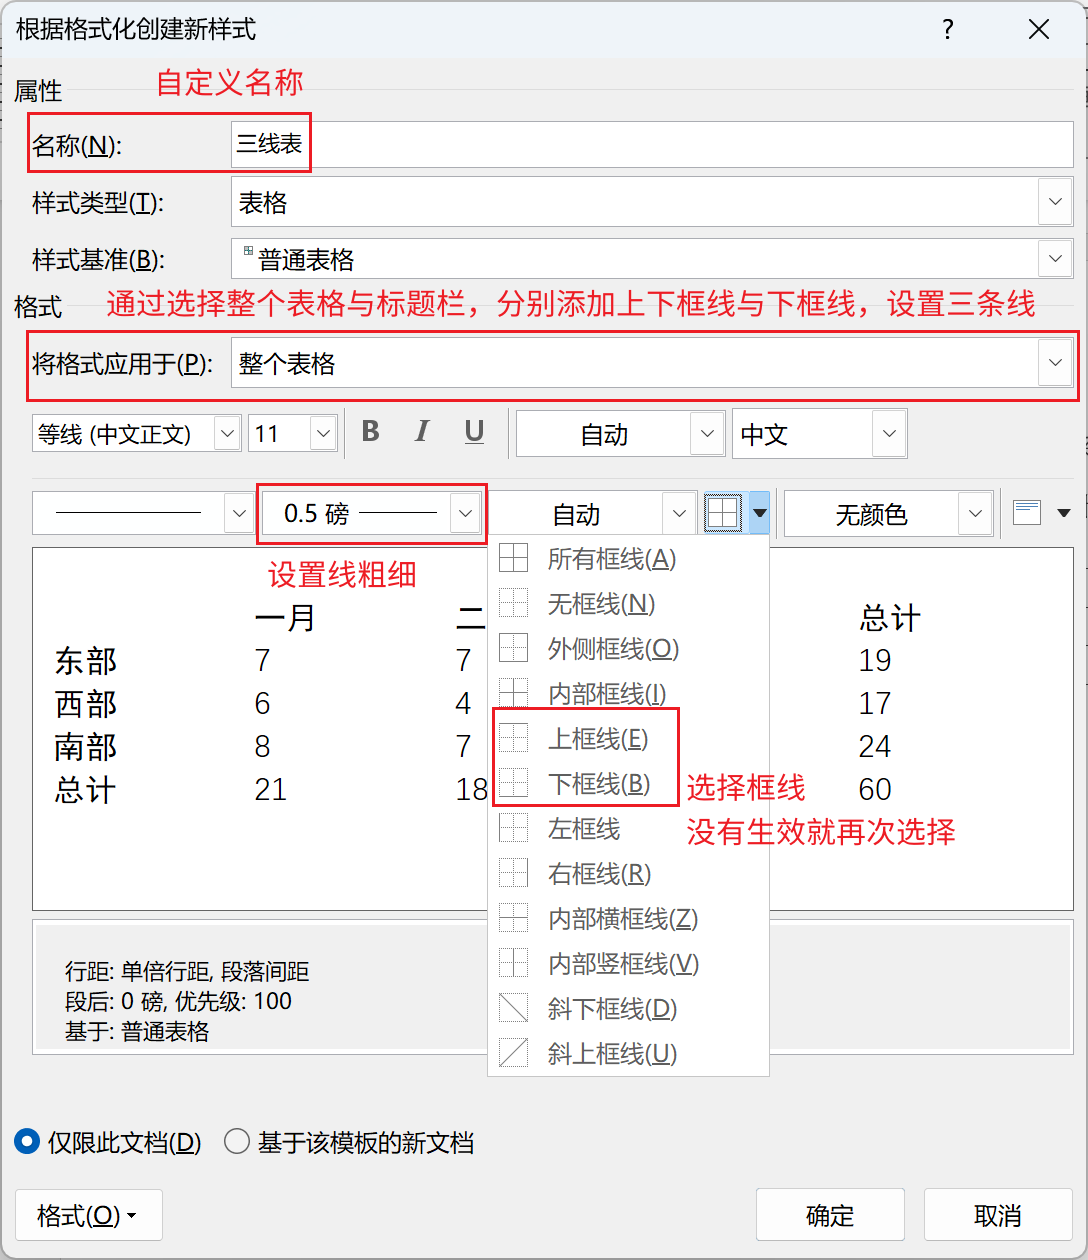 根据格式化创建新样式 ?
属性 自定义名称
名称(N): 三线表
样式类型(T): 表格
样式基准(B): 普通表格
格式 通过选择整个表格与标题栏，分别添加上下框线与下框线，设置三条线
将格式应用于(P): 整个表格
等线 (中文正文) 11 B I U 自动 中文
0.5 磅 自动 无颜色
设置线粗细
一月 二 总计
东部 7 7 19
西部 6 4 17
南部 8 7 24
总计 21 18 60
所有框线(A)
无框线(N)
外侧框线(O)
内部框线(I)
上框线(E)
下框线(B)
选择框线
左框线
没有生效就再次选择
右框线(R)
内部横框线(Z)
内部竖框线(V)
斜下框线(D)
斜上框线(U)
行距: 单倍行距, 段落间距
段后: 0 磅, 优先级: 100
基于: 普通表格
仅限此文档(D) 基于该模板的新文档
格式(O) 确定 取消